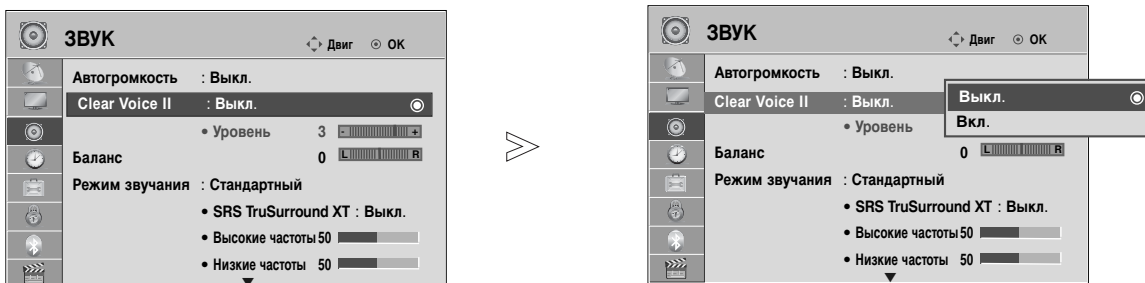 ЗВУК Двиг OK
Автогромкость : Выкл.
Clear Voice II : Выкл.
• Уровень 3 - +
Баланс 0 L R
Режим звучания : Стандартный
• SRS TruSurround XT : Выкл.
• Высокие частоты 50
• Низкие частоты 50
ЗВУК Двиг OK
Автогромкость : Выкл.
Clear Voice II : Выкл.
• Уровень
Выкл.
Вкл.
Баланс 0 L R
Режим звучания : Стандартный
• SRS TruSurround XT : Выкл.
• Высокие частоты 50
• Низкие частоты 50